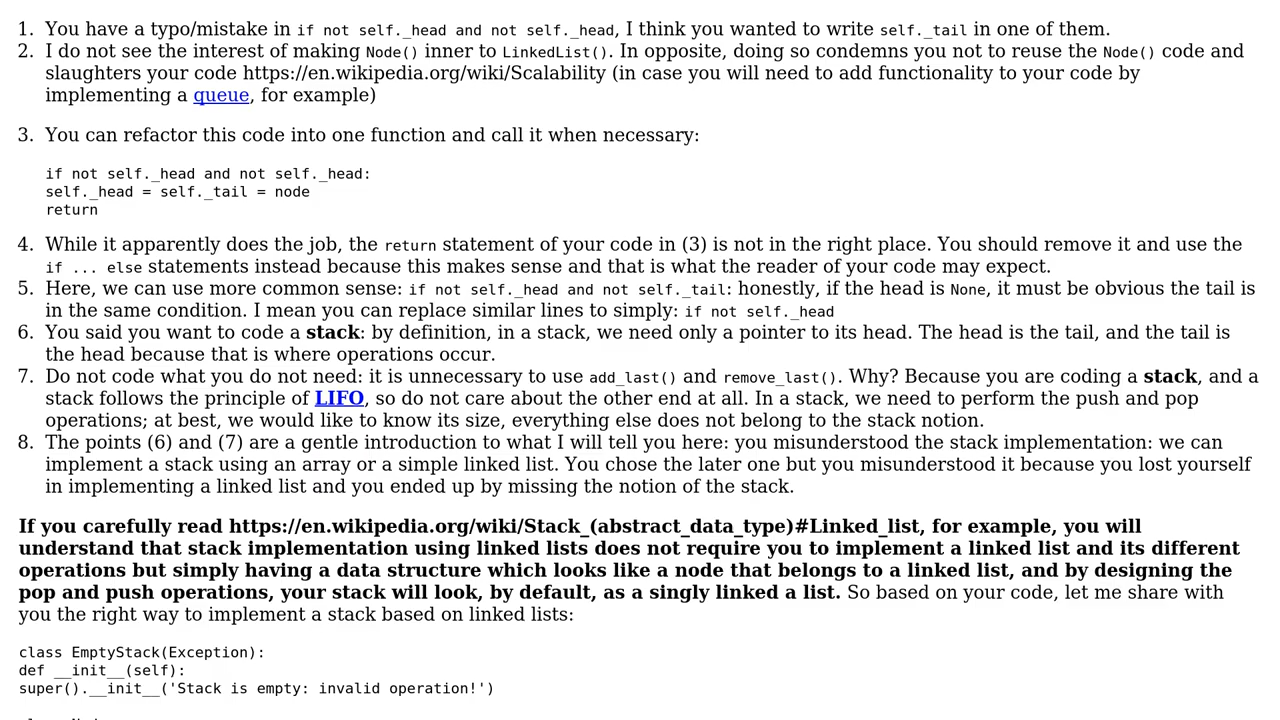 1. You have a typo/mistake in if not self._head and not self._head, I think you wanted to write self._tail in one of them.
2. I do not see the interest of making Node() inner to LinkedList(). In opposite, doing so condemns you not to reuse the Node() code and
slaughters your code https://en.wikipedia.org/wiki/Scalability (in case you will need to add functionality to your code by
implementing a queue, for example)
3. You can refactor this code into one function and call it when necessary:
if not self._head and not self._head:
self._head = self._tail = node
return
4. While it apparently does the job, the return statement of your code in (3) is not in the right place. You should remove it and use the
if ... else statements instead because this makes sense and that is what the reader of your code may expect.
5. Here, we can use more common sense: if not self._head and not self._tail: honestly, if the head is None, it must be obvious the tail is
in the same condition. I mean you can replace similar lines to simply: if not self._head
6. You said you want to code a stack: by definition, in a stack, we need only a pointer to its head. The head is the tail, and the tail is
the head because that is where operations occur.
7. Do not code what you do not need: it is unnecessary to use add_last() and remove_last(). Why? Because you are coding a stack, and a
stack follows the principle of LIFO, so do not care about the other end at all. In a stack, we need to perform the push and pop
operations; at best, we would like to know its size, everything else does not belong to the stack notion.
8. The points (6) and (7) are a gentle introduction to what I will tell you here: you misunderstood the stack implementation: we can
implement a stack using an array or a simple linked list. You chose the later one but you misunderstood it because you lost yourself
in implementing a linked list and you ended up by missing the notion of the stack.
If you carefully read https://en.wikipedia.org/wiki/Stack_(abstract_data_type)#Linked_list, for example, you will
understand that stack implementation using linked lists does not require you to implement a linked list and its different
operations but simply having a data structure which looks like a node that belongs to a linked list, and by designing the
pop and push operations, your stack will look, by default, as a singly linked a list. So based on your code, let me share with
you the right way to implement a stack based on linked lists:
class EmptyStack(Exception):
def __init__(self):
super().__init__('Stack is empty: invalid operation!')